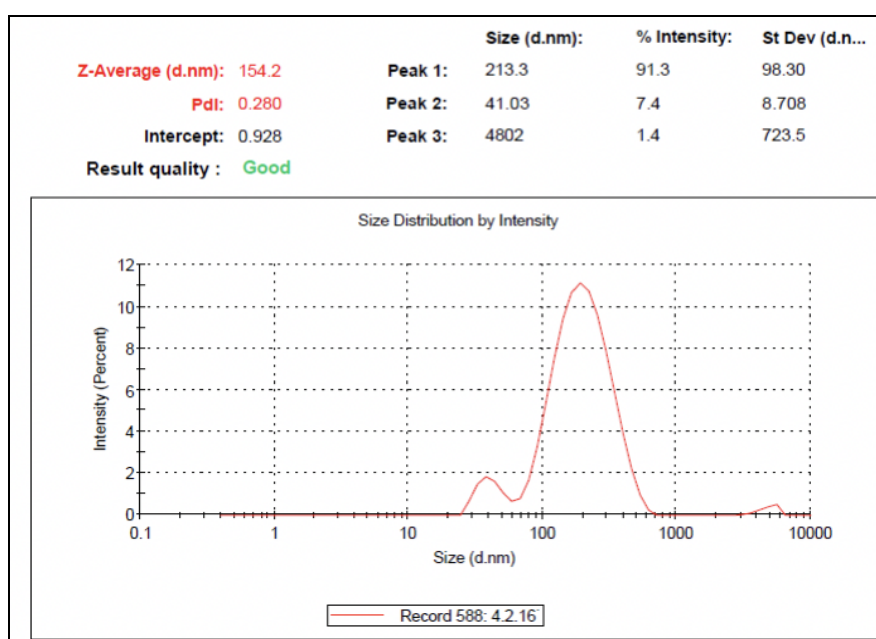 Size (d.nm): % Intensity: St Dev (d.n...
Z-Average (d.nm): 154.2 Peak 1: 213.3 91.3 98.30
PdI: 0.280 Peak 2: 41.03 7.4 8.708
Intercept: 0.928 Peak 3: 4802 1.4 723.5
Result quality : Good
Size Distribution by Intensity
Intensity (Percent)
12
10
8
6
4
2
0
0.1 1 10 100 1000 10000
Size (d.nm)
Record 588: 4.2.16